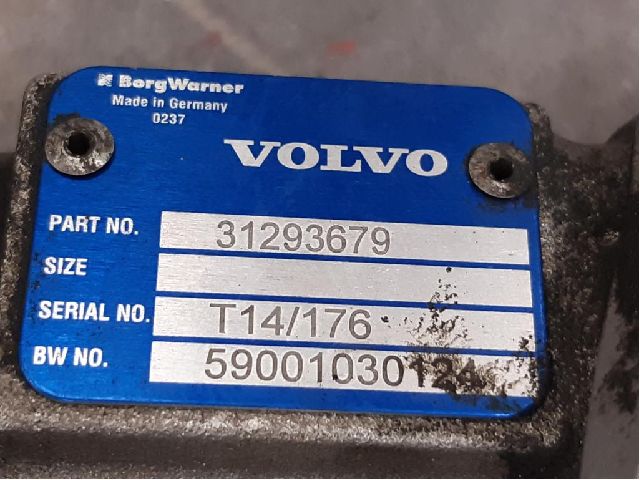 BorgWarner
Made in Germany
0237
VOLVO
PART NO. 31293679
SIZE
SERIAL NO. T14/176
BW NO. 59001030124